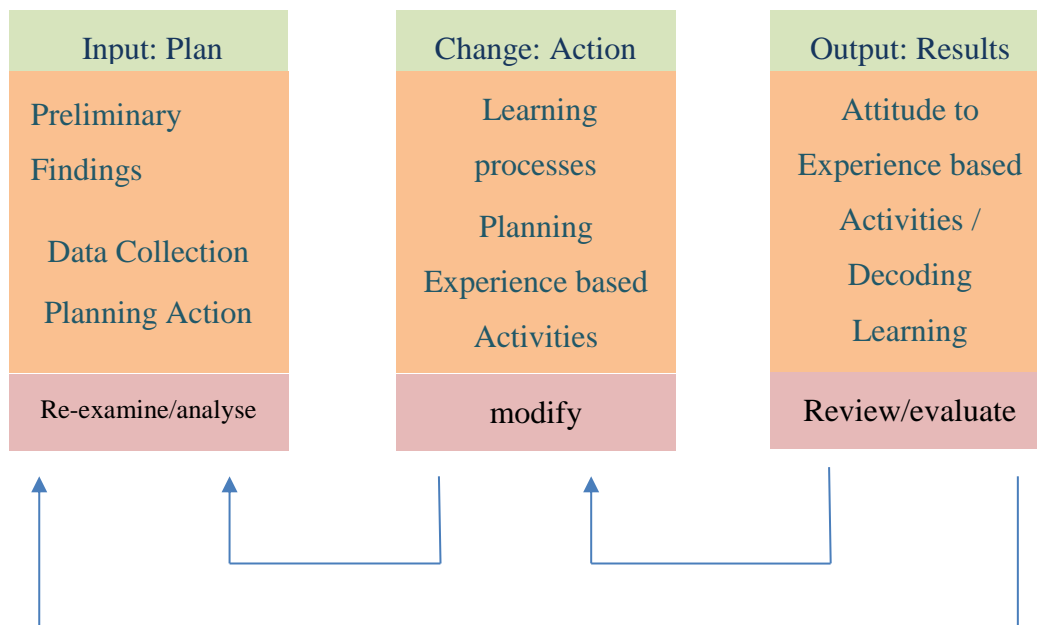 Input: Plan
Preliminary
Findings
Data Collection
Planning Action
Re-examine/analyse
Change: Action
Learning
processes
Planning
Experience based
Activities
modify
Output: Results
Attitude to
Experience based
Activities /
Decoding
Learning
Review/evaluate